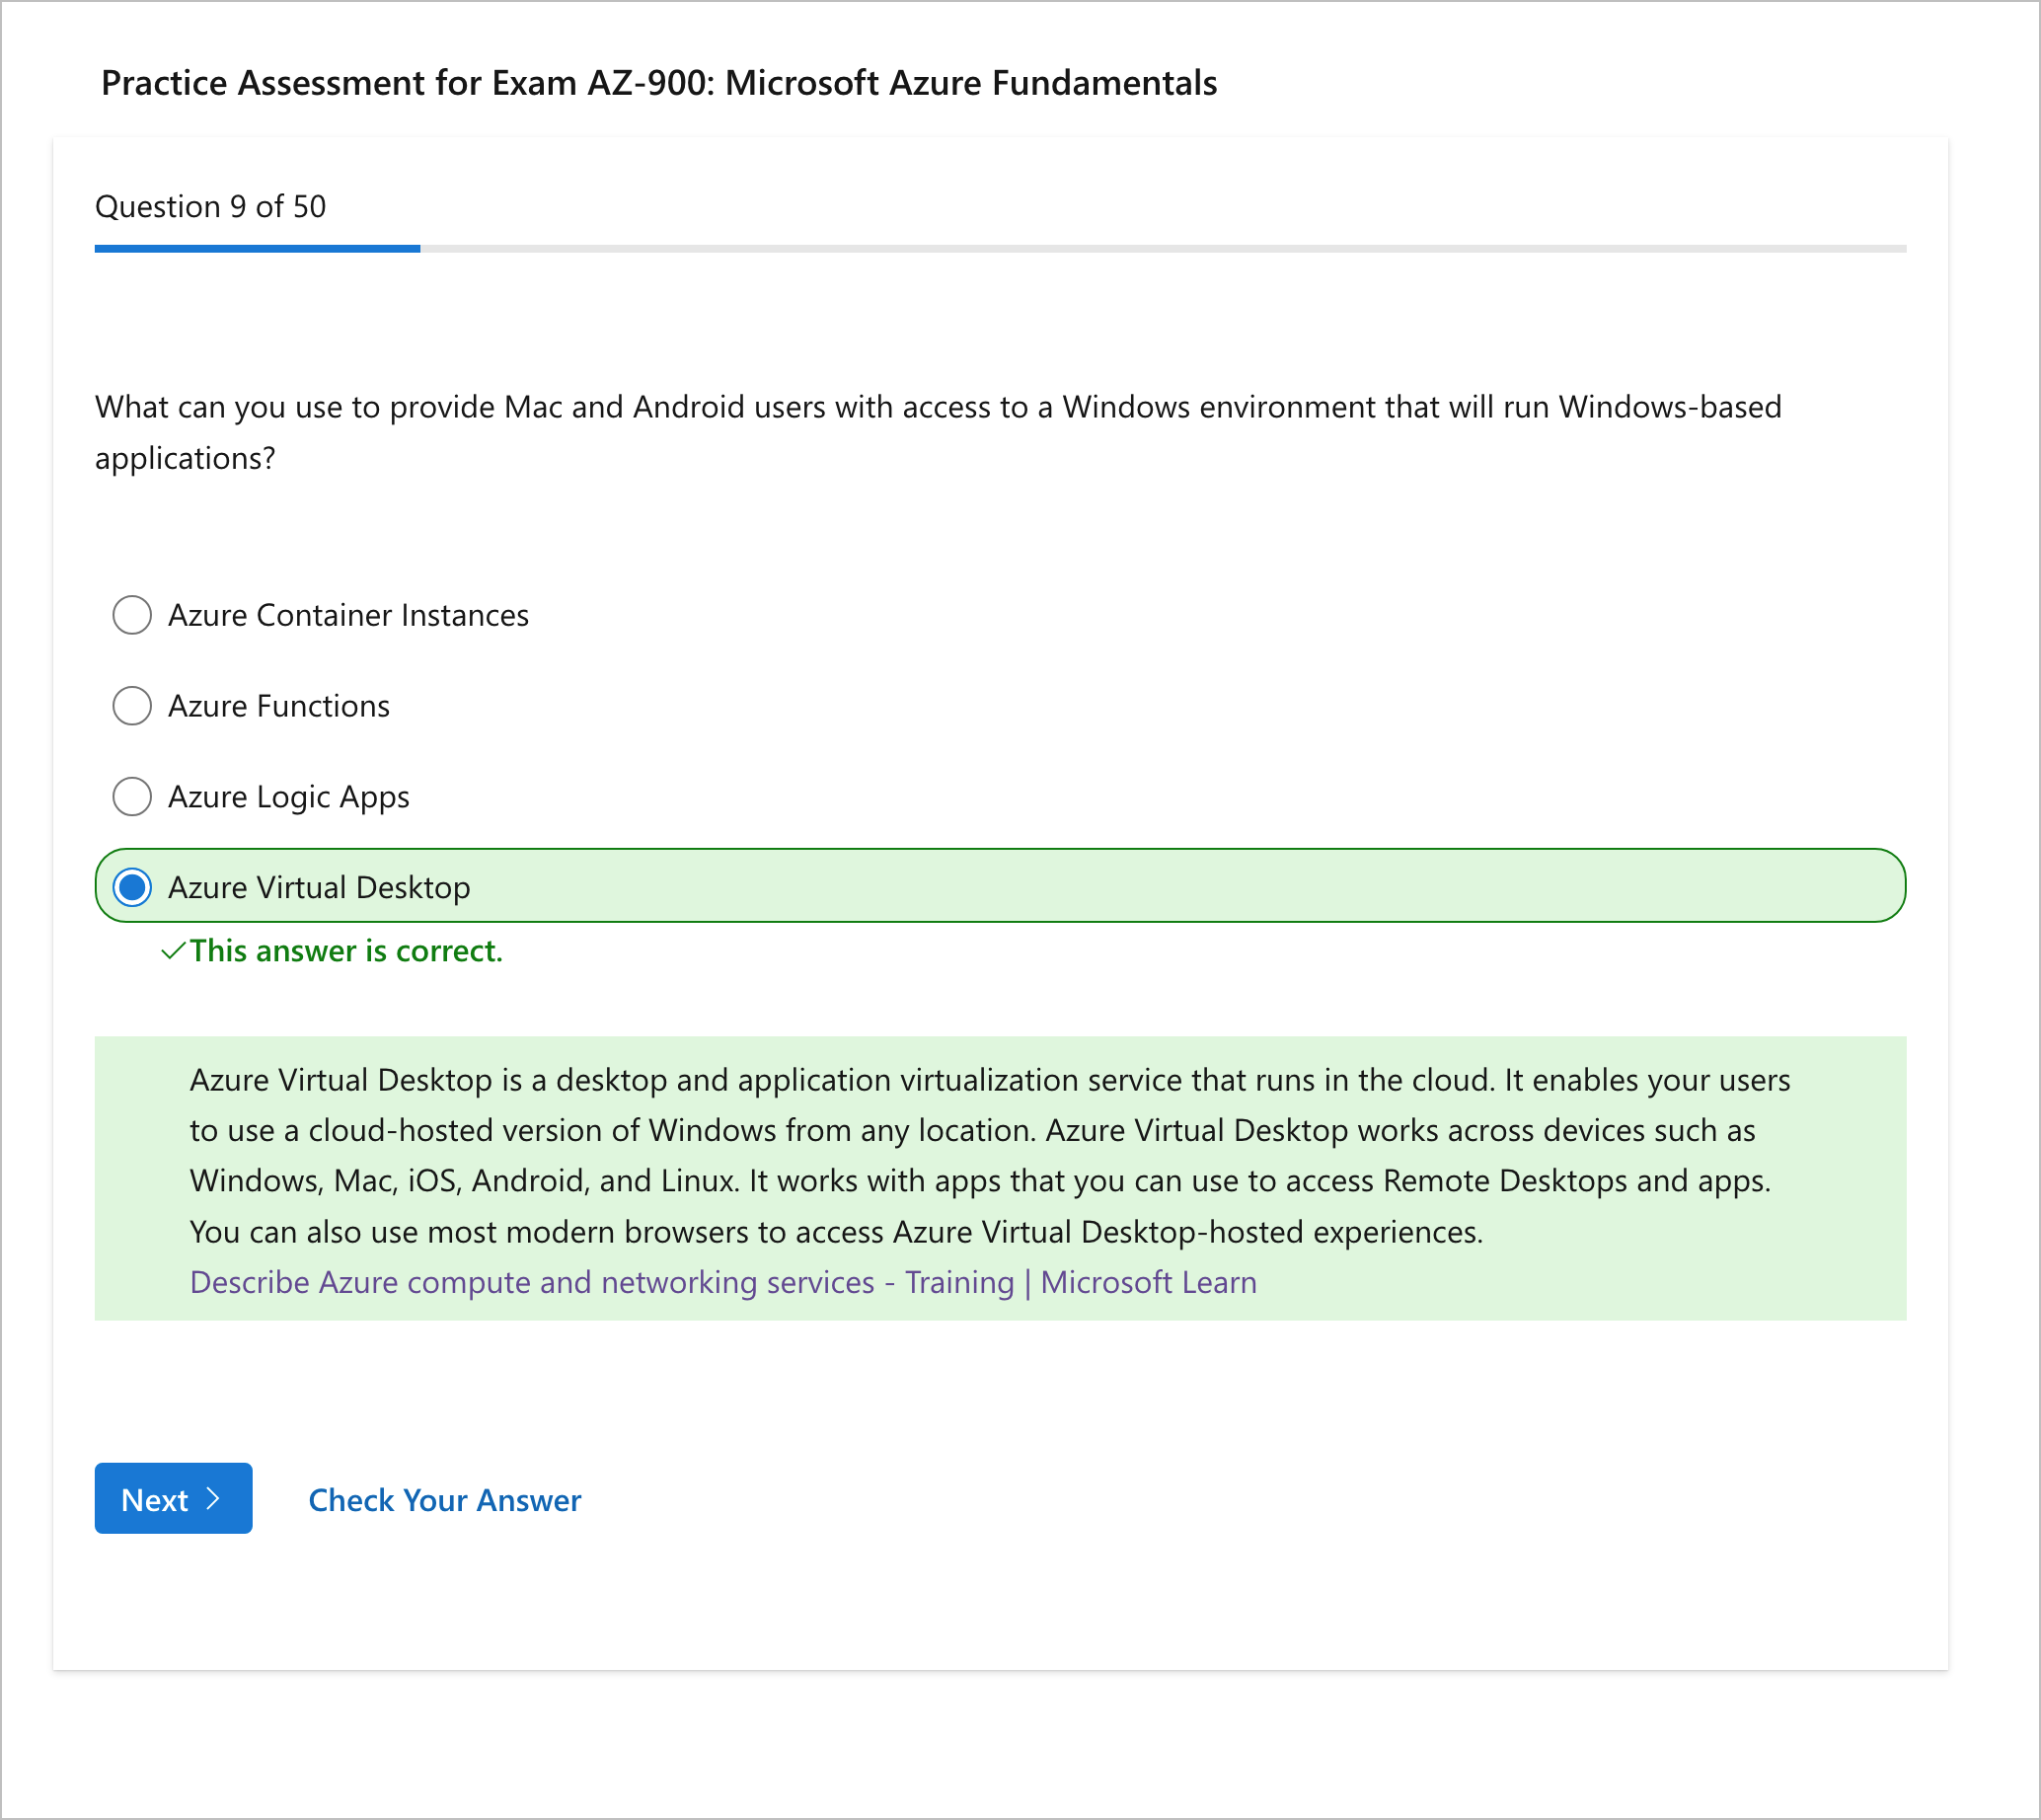 Practice Assessment for Exam AZ-900: Microsoft Azure Fundamentals
Question 9 of 50
What can you use to provide Mac and Android users with access to a Windows environment that will run Windows-based
applications?
Azure Container Instances
Azure Functions
Azure Logic Apps
Azure Virtual Desktop
This answer is correct.
Azure Virtual Desktop is a desktop and application virtualization service that runs in the cloud. It enables your users
to use a cloud-hosted version of Windows from any location. Azure Virtual Desktop works across devices such as
Windows, Mac, iOS, Android, and Linux. It works with apps that you can use to access Remote Desktops and apps.
You can also use most modern browsers to access Azure Virtual Desktop-hosted experiences.
Describe Azure compute and networking services - Training | Microsoft Learn
Next
Check Your Answer